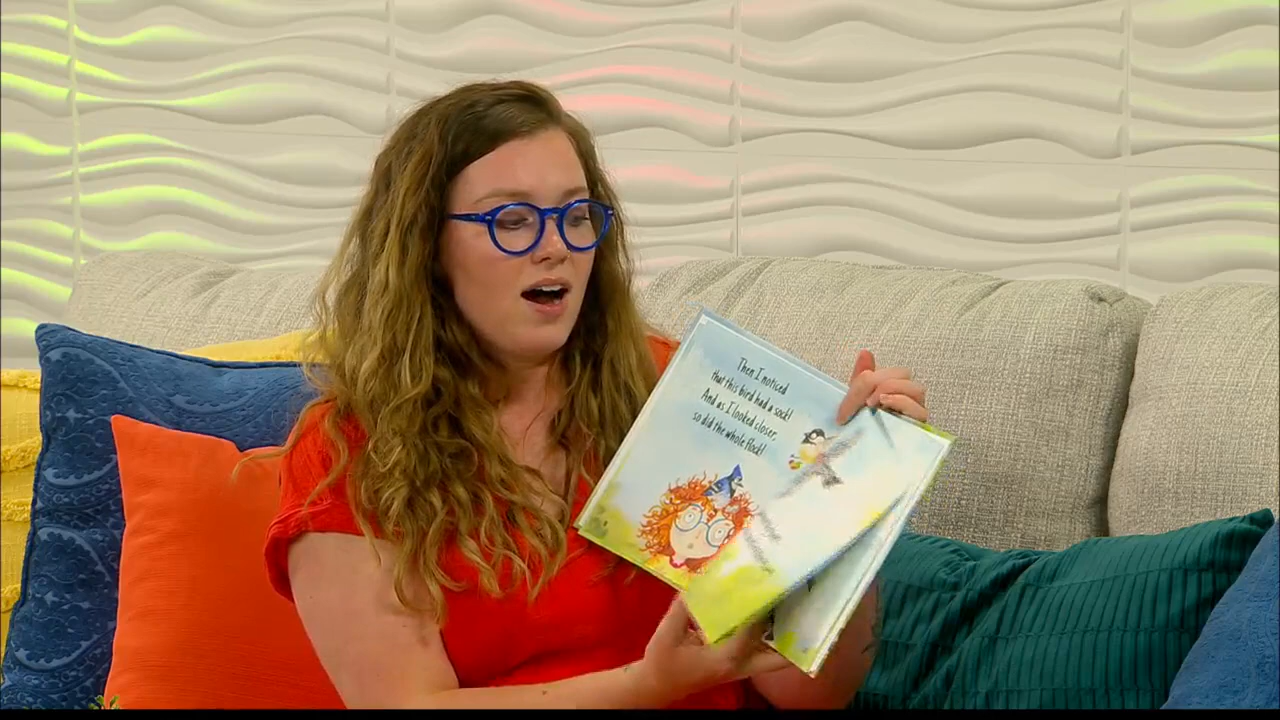 Then I noticed
that this bird had a sock!
And as I looked closer,
so did the whole flock!